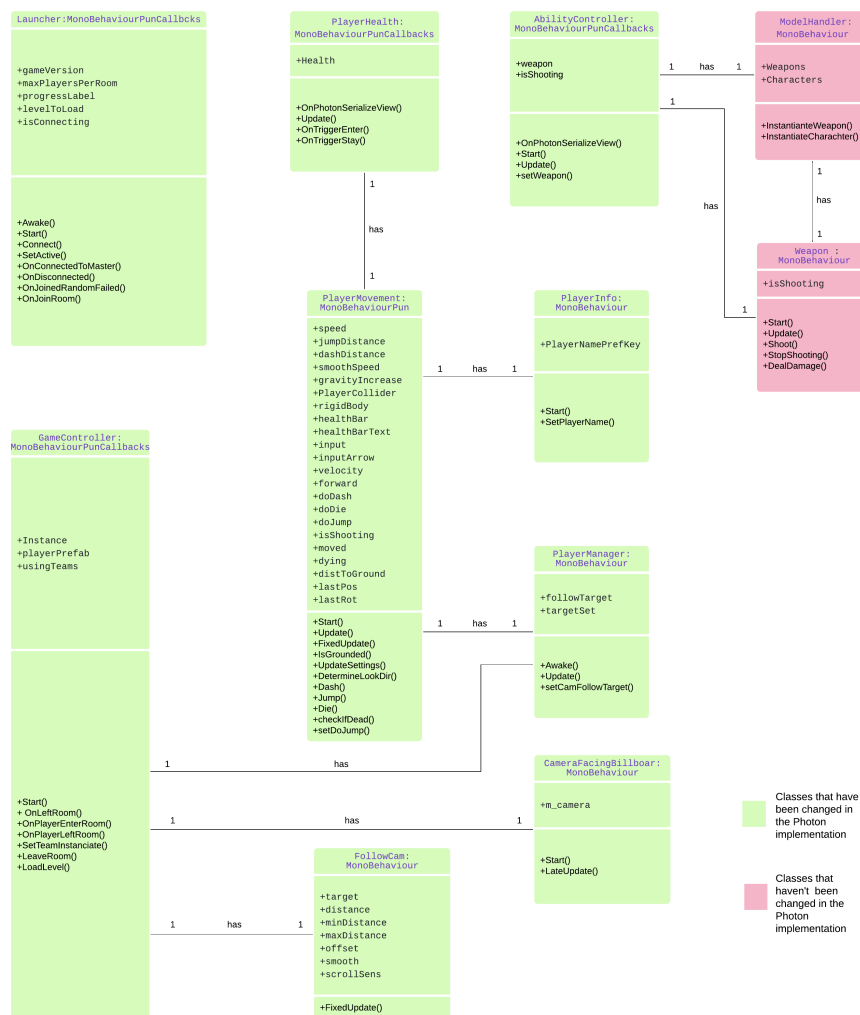 Launcher:MonoBehaviourPunCallbcks
+gameVersion
+maxPlayersPerRoom
+progressLabel
+levelToLoad
+isConnecting
+Awake()
+Start()
+Connect()
+SetActive()
+OnConnectedToMaster()
+OnDisconnected()
+OnJoinedRandomFailed()
+OnJoinRoom()
PlayerHealth:
MonoBehaviourPunCallbacks
+Health
+OnPhotonSerializeView()
+Update()
+OnTriggerEnter()
+OnTriggerStay()
1
has
1
AbilityController:
MonoBehaviourPunCallbacks
+weapon
+isShooting
+OnPhotonSerializeView()
+Start()
+Update()
+setWeapon()
1
has
1
1
has
1
ModelHandler:
MonoBehaviour
+Weapons
+Characters
+InstantianteWeapon()
+InstantiateCharachter()
1
has
1
Weapon :
MonoBehaviour
+isShooting
+Start()
+Update()
+Shoot()
+StopShooting()
+DealDamage()
PlayerMovement:
MonoBehaviourPun
+speed
+jumpDistance
+dashDistance
+smoothSpeed
+gravityIncrease
+PlayerCollider
+rigidBody
+healthBar
+healthBarText
+input
+inputArrow
+velocity
+forward
+doDash
+doDie
+doJump
+isShooting
+moved
+dying
+distToGround
+lastPos
+lastRot
+Start()
+Update()
+FixedUpdate()
+IsGrounded()
+UpdateSettings()
+DetermineLookDir()
+Dash()
+Jump()
+Die()
+checkIfDead()
+setDoJump()
1
has
1
PlayerInfo:
MonoBehaviour
+PlayerNamePrefKey
+Start()
+SetPlayerName()
1
has
1
PlayerManager:
MonoBehaviour
+followTarget
+targetSet
+Awake()
+Update()
+setCamFollowTarget()
GameController:
MonoBehaviourPunCallbacks
+Instance
+playerPrefab
+usingTeams
+Start()
+ OnLeftRoom()
+OnPlayerEnterRoom()
+OnPlayerLeftRoom()
+SetTeamInstanciate()
+LeaveRoom()
+LoadLevel()
1
has
1
has
1
CameraFacingBillboar:
MonoBehaviour
+m_camera
+Start()
+LateUpdate()
1
has
1
FollowCam:
MonoBehaviour
+target
+distance
+minDistance
+maxDistance
+offset
+smooth
+scrollSens
+FixedUpdate()
Classes that have
been changed in
the Photon
implementation
Classes that
haven't been
changed in the
Photon
implementation